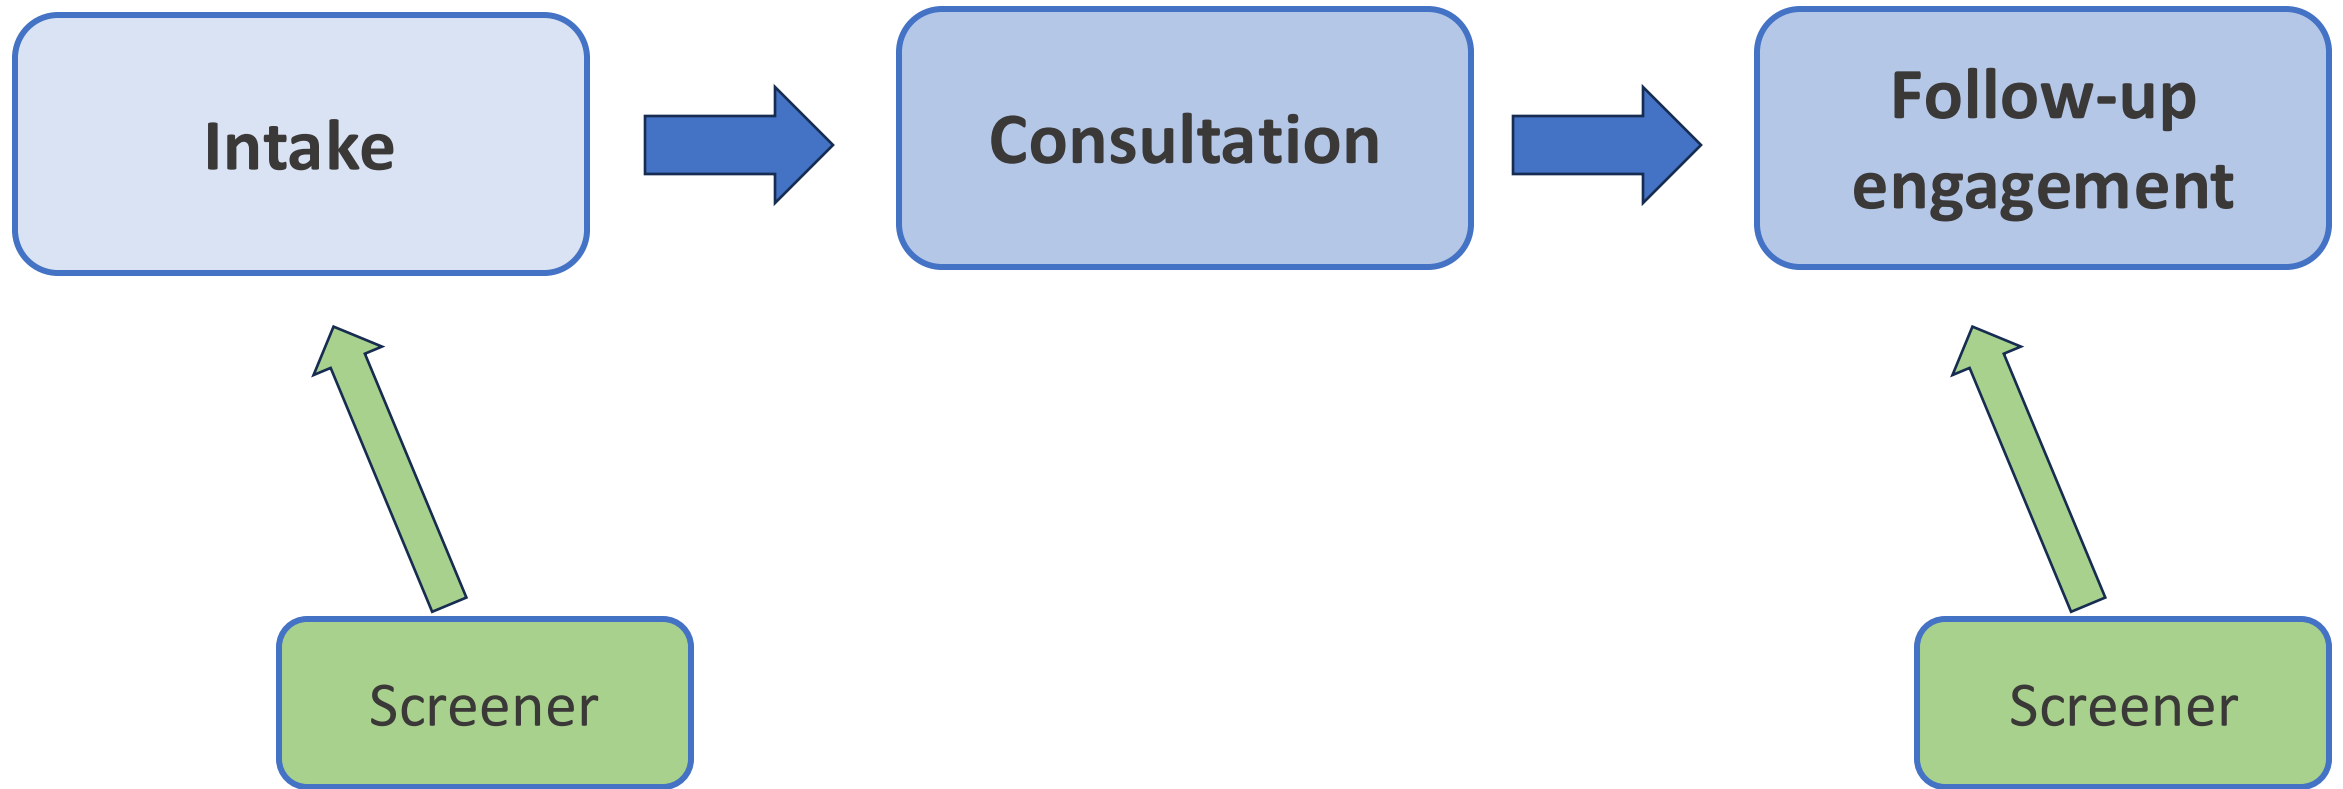 Intake
Consultation
Follow-up
engagement
Screener
Screener